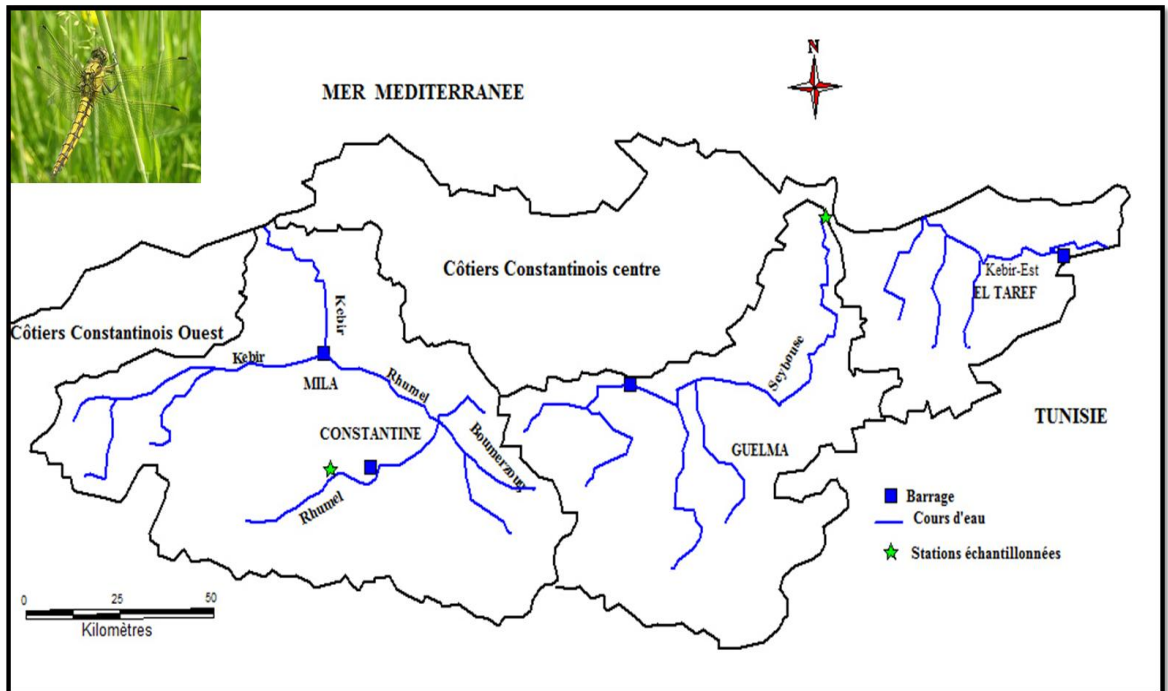 N
MER MEDITERRANEE
Côtiers Constantinois centre
Kebir-Est
EL TAREF
Kebir
Côtiers Constantinois Ouest
Kebir
Seybouse
MILA
Rhumel
TUNISIE
CONSTANTINE
Boumerzoug
GUELMA
Rhumel
Barrage
Cours d'eau
Stations échantillonnées
0 25 50
Kilomètres